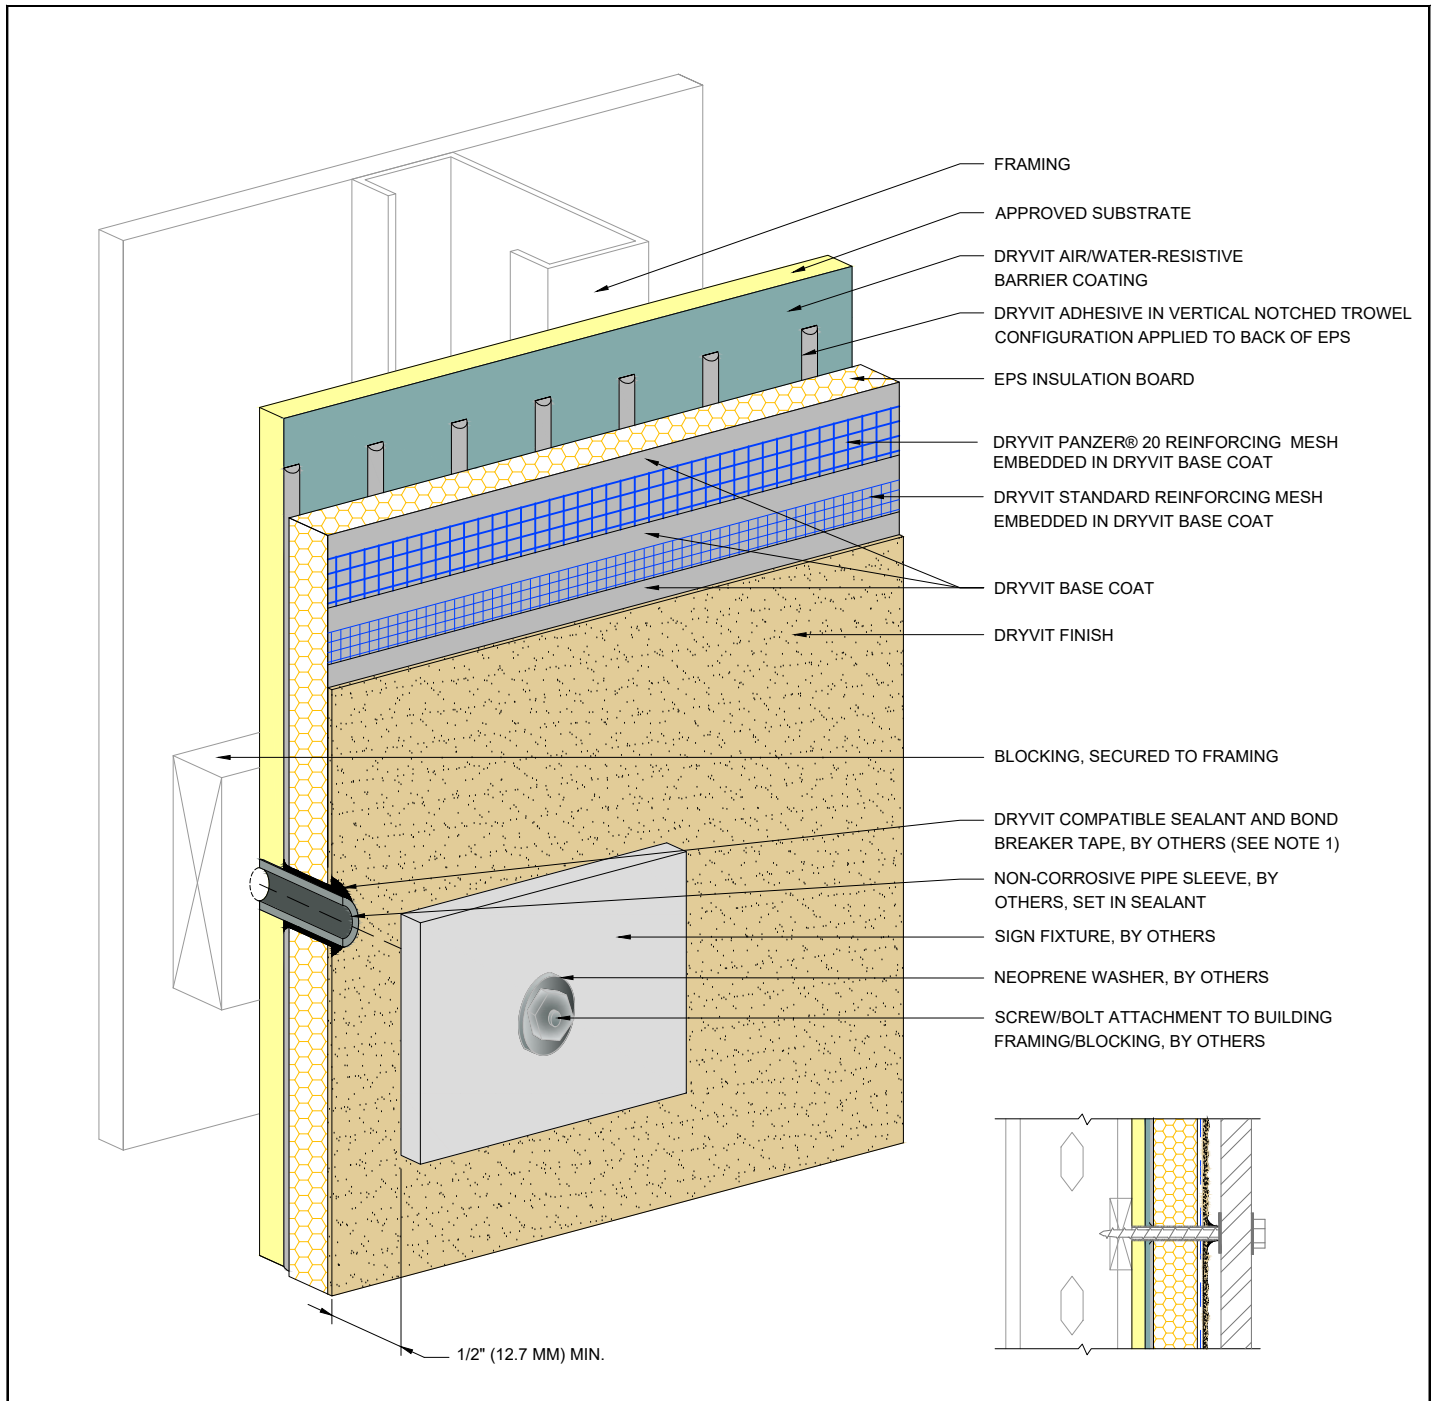 FRAMING
APPROVED SUBSTRATE
DRYVIT AIR/WATER-RESISTIVE
BARRIER COATING
DRYVIT ADHESIVE IN VERTICAL NOTCHED TROWEL
CONFIGURATION APPLIED TO BACK OF EPS
EPS INSULATION BOARD
DRYVIT PANZER® 20 REINFORCING MESH
EMBEDDED IN DRYVIT BASE COAT
DRYVIT STANDARD REINFORCING MESH
EMBEDDED IN DRYVIT BASE COAT
DRYVIT BASE COAT
DRYVIT FINISH
BLOCKING, SECURED TO FRAMING
DRYVIT COMPATIBLE SEALANT AND BOND
BREAKER TAPE, BY OTHERS (SEE NOTE 1)
NON-CORROSIVE PIPE SLEEVE, BY
OTHERS, SET IN SEALANT
SIGN FIXTURE, BY OTHERS
NEOPRENE WASHER, BY OTHERS
SCREW/BOLT ATTACHMENT TO BUILDING
FRAMING/BLOCKING, BY OTHERS
1/2" (12.7 MM) MIN.